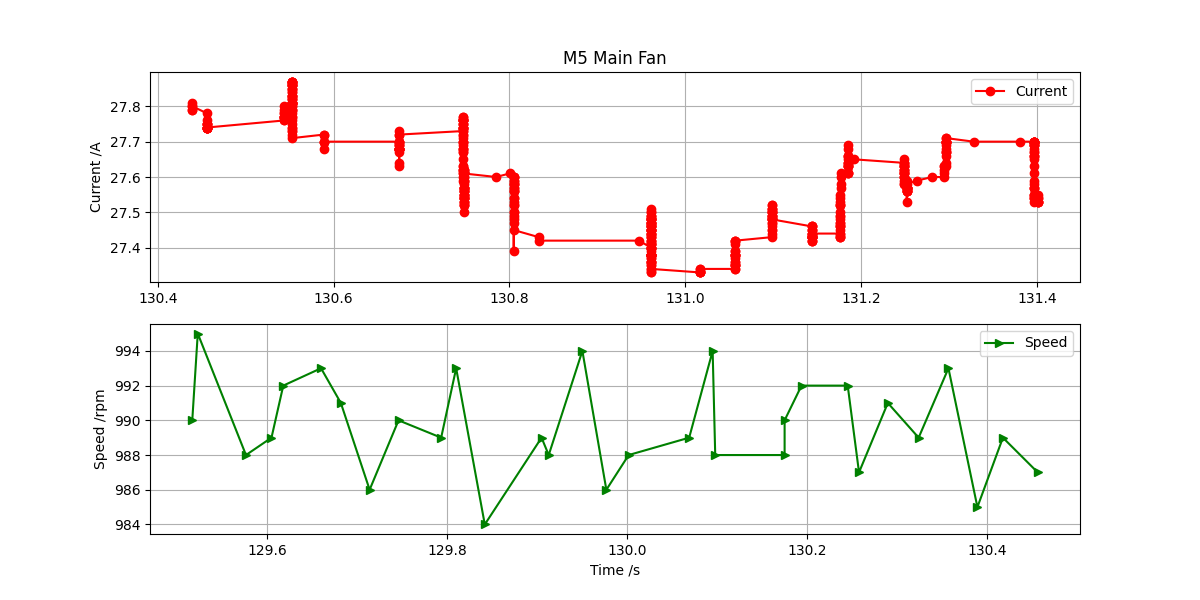 M5 Main Fan
Current /A
27.8
27.7
27.6
27.5
27.4
Current
130.4 130.6 130.8 131.0 131.2 131.4
Speed /rpm
994
992
990
988
986
984
Speed
129.6 129.8 130.0 130.2 130.4
Time /s